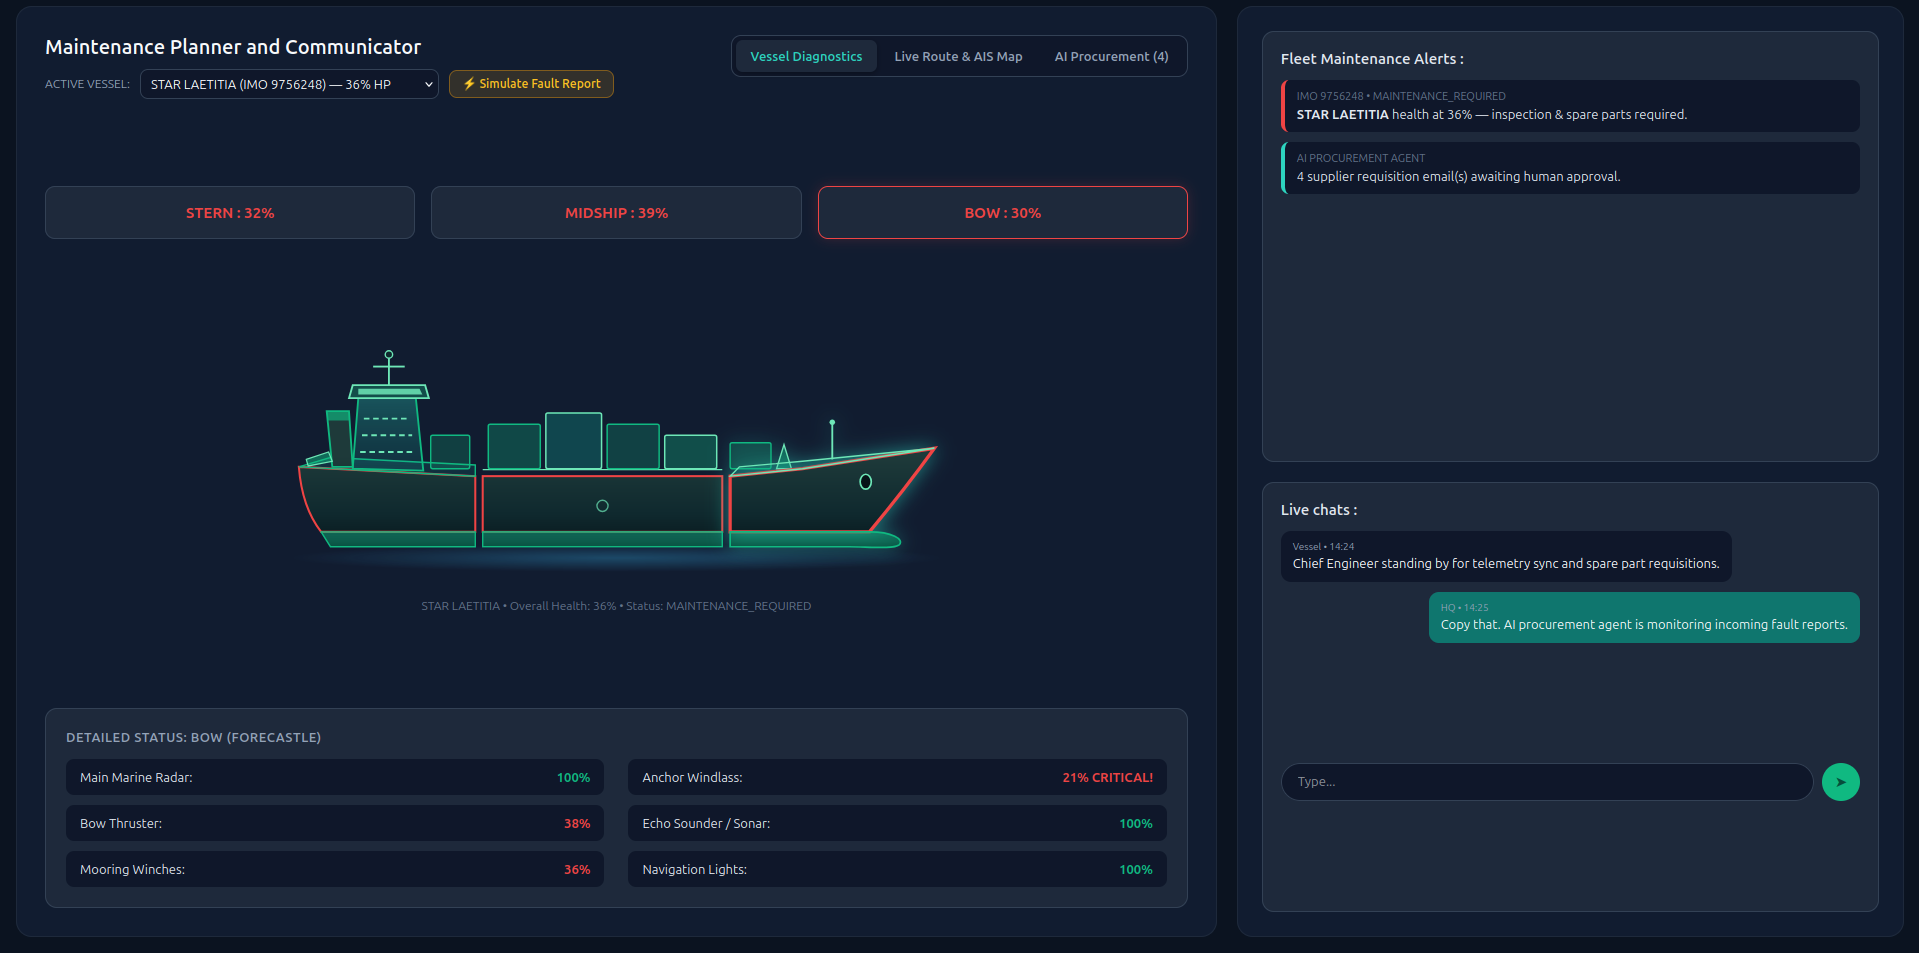 Maintenance Planner and Communicator
ACTIVE VESSEL: STAR LAETITIA (IMO 9756248) — 36% HP ⚡ Simulate Fault Report
Vessel Diagnostics Live Route & AIS Map AI Procurement (4)
STERN : 32% MIDSHIP : 39% BOW : 30%
STAR LAETITIA • Overall Health: 36% • Status: MAINTENANCE_REQUIRED
DETAILED STATUS: BOW (FORECASTLE)
Main Marine Radar: 100% Anchor Windlass: 21% CRITICAL!
Bow Thruster: 38% Echo Sounder / Sonar: 100%
Mooring Winches: 36% Navigation Lights: 100%
Fleet Maintenance Alerts :
IMO 9756248 • MAINTENANCE_REQUIRED
STAR LAETITIA health at 36% — inspection & spare parts required.
AI PROCUREMENT AGENT
4 supplier requisition email(s) awaiting human approval.
Live chats :
Vessel • 14:24
Chief Engineer standing by for telemetry sync and spare part requisitions.
HQ • 14:25
Copy that. AI procurement agent is monitoring incoming fault reports.
Type...
➤